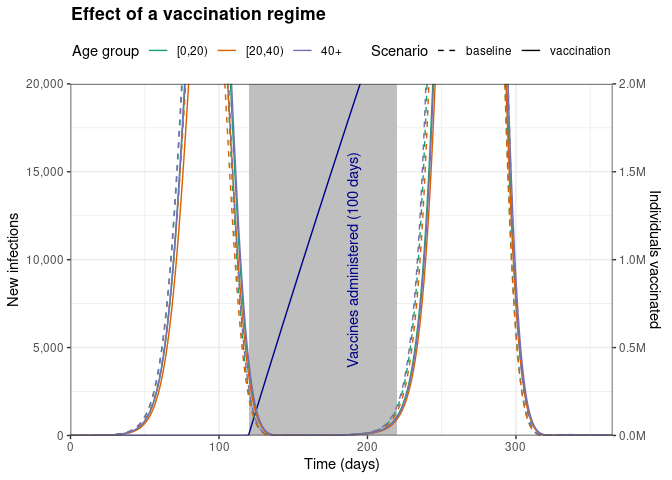 Effect of a vaccination regime
Age group [0,20) [20,40) 40+ Scenario baseline vaccination
20,000
15,000
10,000
5,000
0
New infections
2.0M
1.5M
1.0M
0.5M
0.0M
Individuals vaccinated
Vaccines administered (100 days)
0 100 200 300
Time (days)